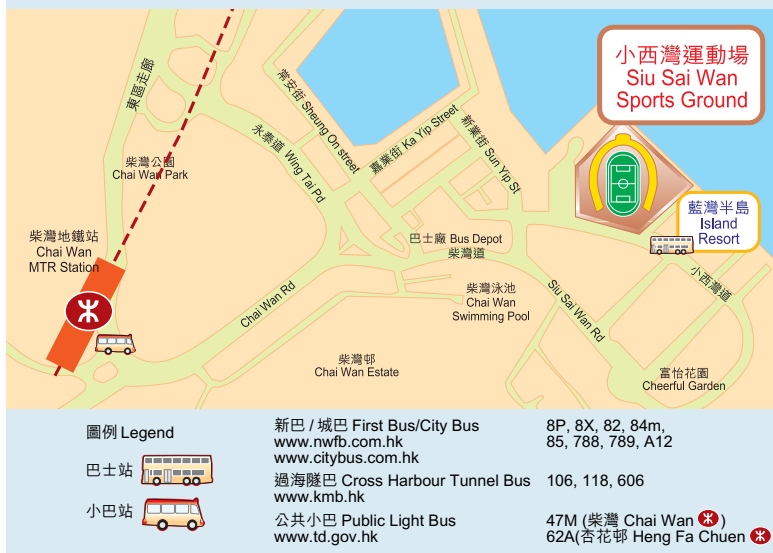 小西灣運動場
Siu Sai Wan
Sports Ground
東區走廊
常安街 Sheung On street
永泰道 Wing Tai Pd
嘉業街 Ka Yip Street
新業街 Sun Yip St
柴灣公園
Chai Wan Park
藍灣半島
Island
Resort
柴灣地鐵站
Chai Wan
MTR Station
巴士廠 Bus Depot
柴灣道
小西灣道
柴灣泳池
Chai Wan
Swimming Pool
Chai Wan Rd
Siu Sai Wan Rd
柴灣邨
Chai Wan Estate
富怡花園
Cheerful Garden
圖例 Legend
巴士站
小巴站
新巴 / 城巴 First Bus/City Bus
www.nwfb.com.hk
www.citybus.com.hk
8P, 8X, 82, 84m,
85, 788, 789, A12
過海隧巴 Cross Harbour Tunnel Bus
www.kmb.hk
106, 118, 606
公共小巴 Public Light Bus
www.td.gov.hk
47M (柴灣 Chai Wan )
62A(杏花邨 Heng Fa Chuen